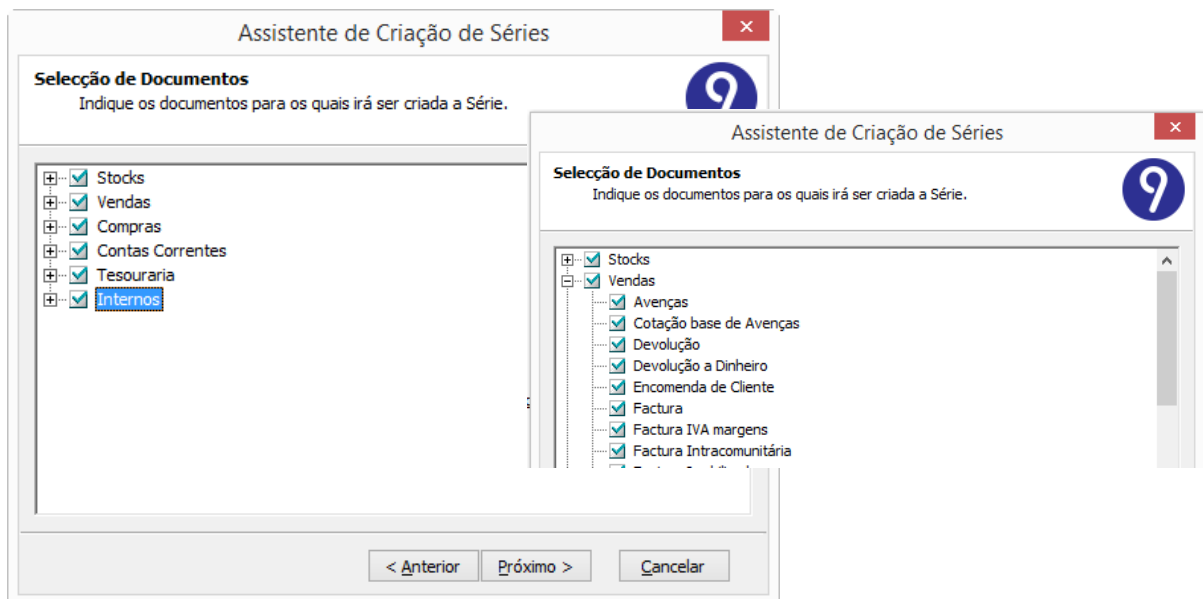 Assistente de Criação de Séries
Selecção de Documentos
Indique os documentos para os quais irá ser criada a Série.
9
Stocks
Vendas
Compras
Contas Correntes
Tesouraria
Internos
< Anterior
Próximo >
Cancelar
Assistente de Criação de Séries
Selecção de Documentos
Indique os documentos para os quais irá ser criada a Série.
9
Stocks
Vendas
Avenças
Cotação base de Avenças
Devolução
Devolução a Dinheiro
Encomenda de Cliente
Factura
Factura IVA margens
Factura Intracomunitária